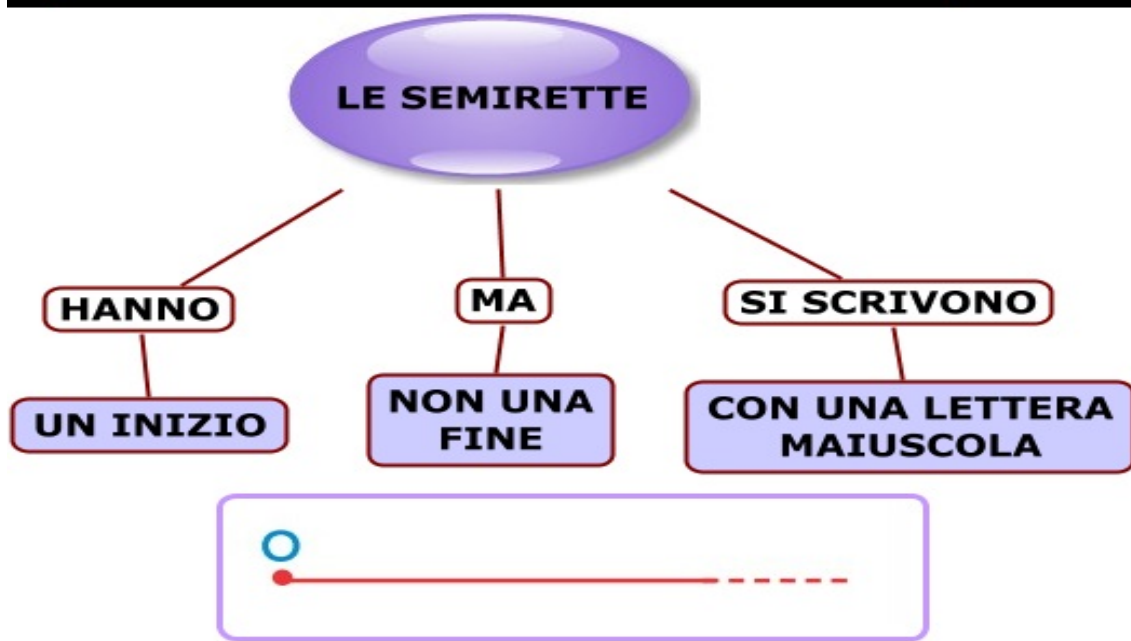 LE SEMIRETTE
HANNO
MA
SI SCRIVONO
UN INIZIO
NON UNA
FINE
CON UNA LETTERA
MAIUSCOLA
O